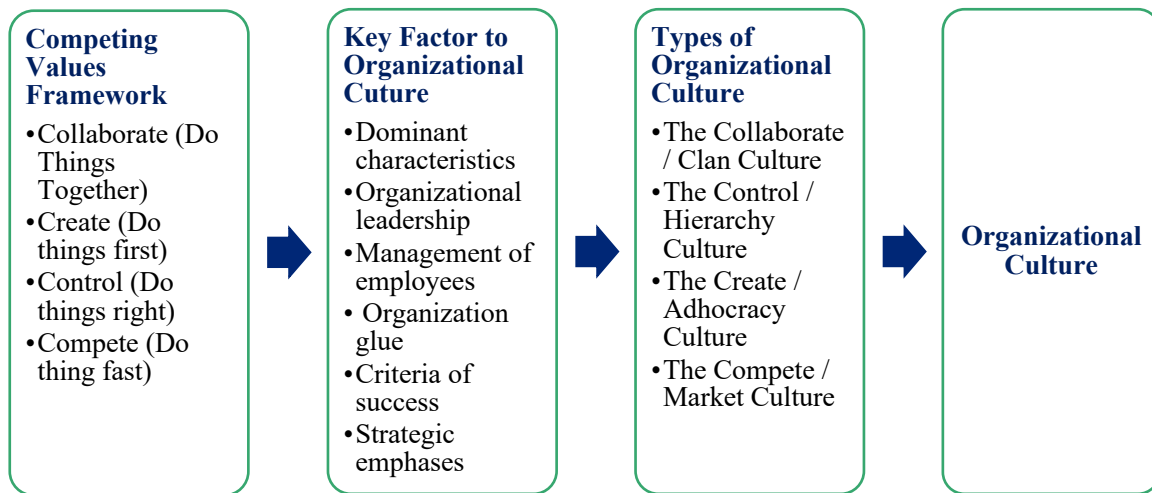 Competing
Values
Framework
•Collaborate (Do
Things
Together)
•Create (Do
things first)
•Control (Do
things right)
•Compete (Do
thing fast)
Key Factor to
Organizational
Cuture
•Dominant
characteristics
•Organizational
leadership
•Management of
employees
• Organization
glue
•Criteria of
success
•Strategic
emphases
Types of
Organizational
Culture
•The Collaborate
/ Clan Culture
•The Control /
Hierarchy
Culture
•The Create /
Adhocracy
Culture
•The Compete /
Market Culture
Organizational
Culture